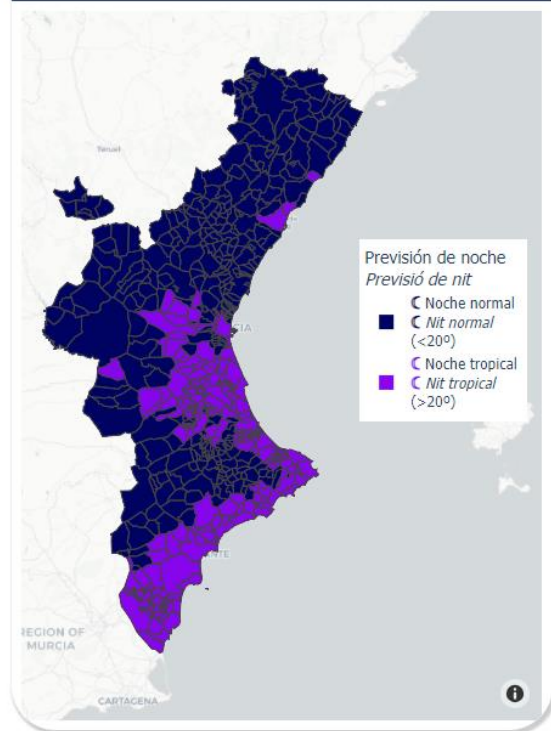 Teruel
Previsión de noche
Previsió de nit
Noche normal
Nit normal
(<20º)
Noche tropical
Nit tropical
(>20º)
REGION OF
MURCIA
CARTAGENA
i